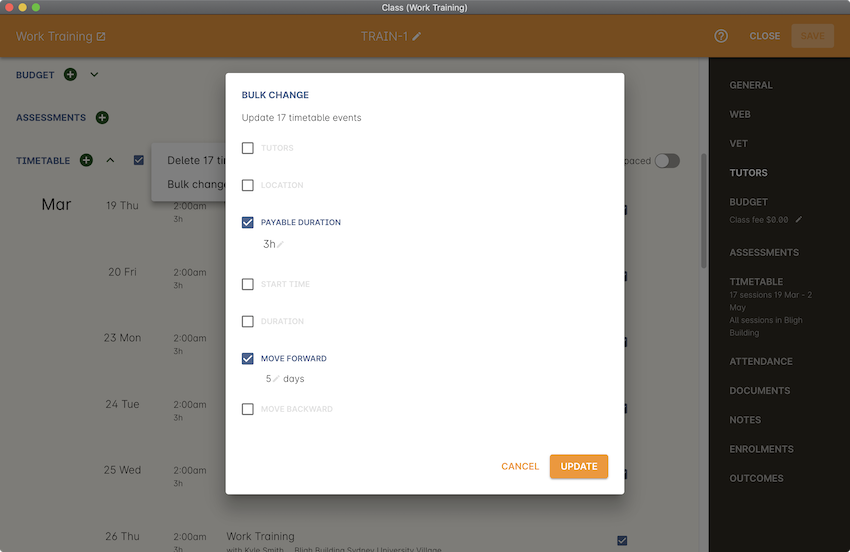 Class (Work Training)
Work Training
TRAIN-1
CLOSE
SAVE
BUDGET
ASSESSMENTS
TIMETABLE
Delete 17
Bulk change
paced
Mar
19 Thu
2:00am
3h
20 Fri
2:00am
3h
23 Mon
2:00am
3h
24 Tue
2:00am
3h
25 Wed
2:00am
3h
26 Thu
2:00am
3h
Work Training
with Kyle Smith Bligh Building Sydney University Village
BULK CHANGE
Update 17 timetable events
TUTORS
LOCATION
PAYABLE DURATION
3h
START TIME
DURATION
MOVE FORWARD
5 days
MOVE BACKWARD
CANCEL
UPDATE
GENERAL
WEB
VET
TUTORS
BUDGET
Class fee $0.00
ASSESSMENTS
TIMETABLE
17 sessions 19 Mar - 2
May
All sessions in Bligh
Building
ATTENDANCE
DOCUMENTS
NOTES
ENROLMENTS
OUTCOMES